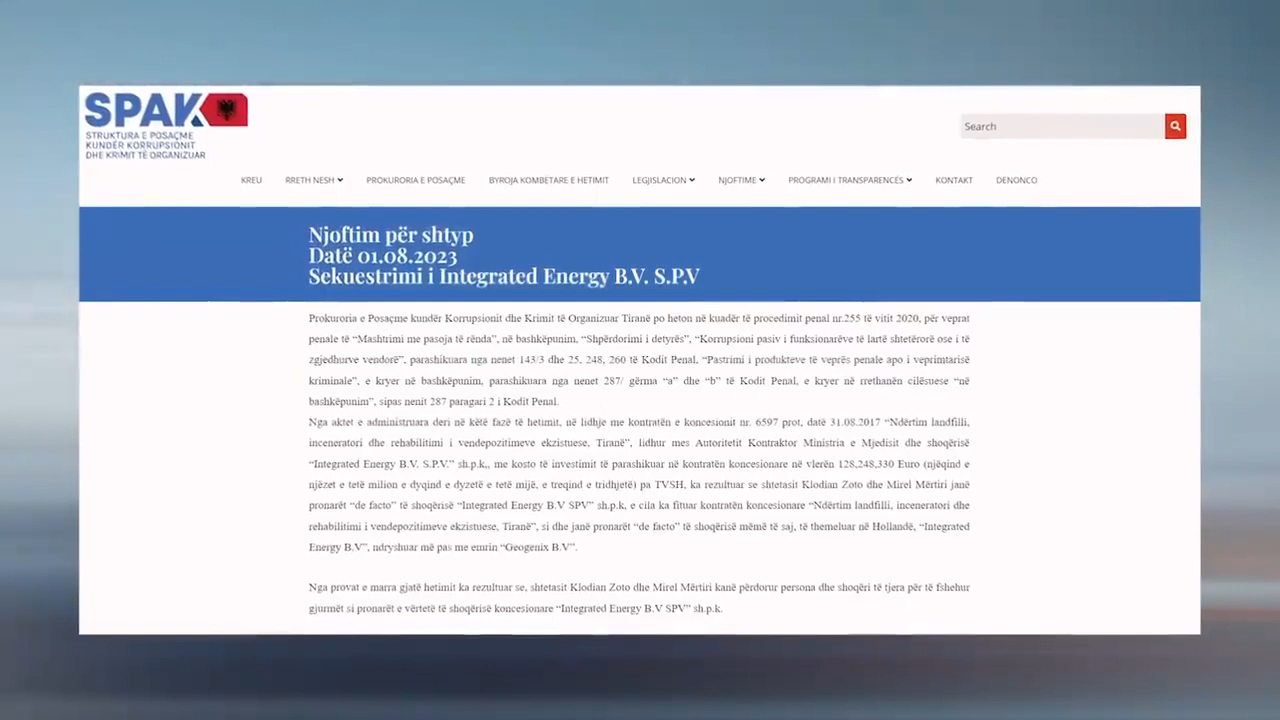 SPAK
STRUKTURA E POSAÇME
KUNDËR KORRUPSIONIT
DHE KRIMIT TË ORGANIZUAR
Search
KREU RRETH NESH PROKURORIA E POSAÇME BYROJA KOMBETARE E HETIMIT LEGJISLACION NJOFTIME PROGRAMI I TRANSPARENCES KONTAKT DENONCO
Njoftim për shtyp
Datë 01.08.2023
Sekuestrimi i Integrated Energy B.V. S.P.V
Prokuroria e Posaçme kundër Korrupsionit dhe Krimit të Organizuar Tiranë po heton në kuadër të procedimit penal nr.255 të vitit 2020, për veprat
penale të “Mashtrimi me pasoja të rënda”, në bashkëpunim, “Shpërdorimi i detyrës”, “Korrupsioni pasiv i funksionarëve të lartë shtetërorë ose i të
zgjedhurve vendorë”, parashikuara nga nenet 143/3 dhe 25, 248, 260 të Kodit Penal, “Pastrimi i produkteve të veprës penale apo i veprimtarisë
kriminale”, e kryer në bashkëpunim, parashikuara nga nenet 287/ gërma “a” dhe “b” të Kodit Penal, e kryer në rrethanën cilësuese “në
bashkëpunim”, sipas nenit 287 paragari 2 i Kodit Penal.
Nga aktet e administruara deri në këtë fazë të hetimit, në lidhje me kontratën e koncesionit nr. 6597 prot, datë 31.08.2017 “Ndërtim landfilli,
inceneratori dhe rehabilitimi i vendepozitimeve ekzistuese, Tiranë”, lidhur mes Autoritetit Kontraktor Ministria e Mjedisit dhe shoqërisë
“Integrated Energy B.V. S.P.V.” sh.p.k,, me kosto të investimit të parashikuar në kontratën koncesionare në vlerën 128,248,330 Euro (njëqind e
njëzet e tetë milion e dyqind e dyzetë e tetë mijë, e treqind e tridhjetë) pa TVSH, ka rezultuar se shtetasit Klodian Zoto dhe Mirel Mërtiri janë
pronarët “de facto” të shoqërisë “Integrated Energy B.V SPV” sh.p.k, e cila ka fituar kontratën koncesionare “Ndërtim landfilli, inceneratori dhe
rehabilitimi i vendepozitimeve ekzistuese, Tiranë”, si dhe janë pronarët “de facto” të shoqërisë mëmë të saj, të themeluar në Hollandë, “Integrated
Energy B.V”, ndryshuar më pas me emrin “Geogenix B.V”.
Nga provat e marra gjatë hetimit ka rezultuar se, shtetasit Klodian Zoto dhe Mirel Mërtiri kanë përdorur persona dhe shoqëri të tjera për të fshehur
gjurmët si pronarët e vërtetë të shoqërisë koncesionare “Integrated Energy B.V SPV” sh.p.k.